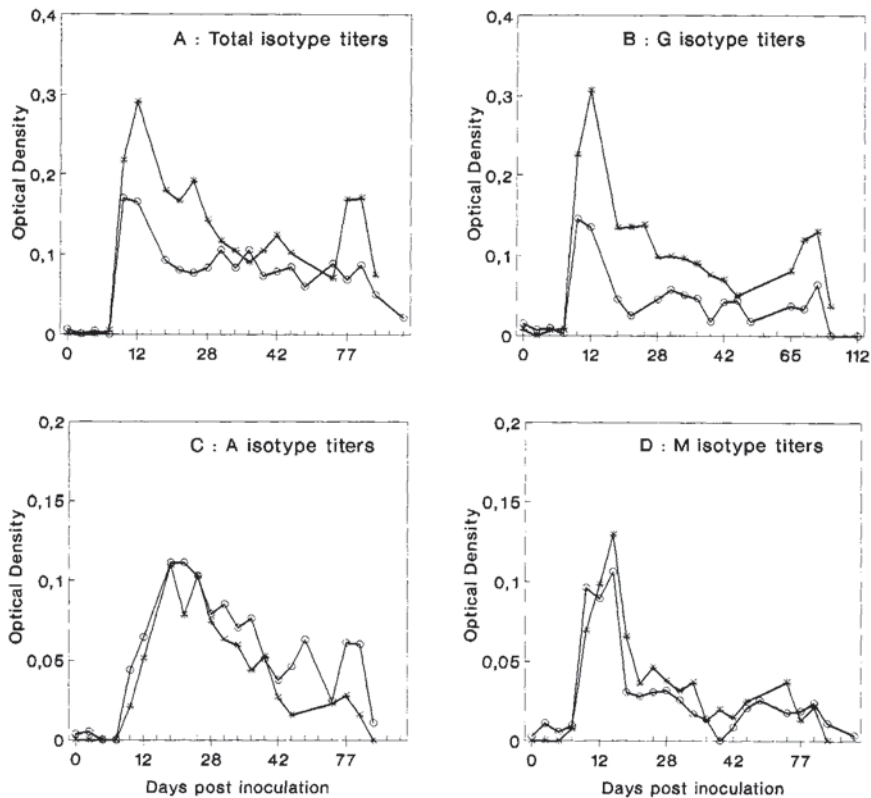 A : Total isotype titers
Optical Density
0,4
0,3
0,2
0,1
0
0 12 28 42 77
B : G isotype titers
Optical Density
0,4
0,3
0,2
0,1
0
0 12 28 42 65 112
C : A isotype titers
Optical Density
0,2
0,15
0,1
0,05
0
0 12 28 42 77
Days post inoculation
D : M isotype titers
Optical Density
0,2
0,15
0,1
0,05
0
0 12 28 42 77
Days post inoculation